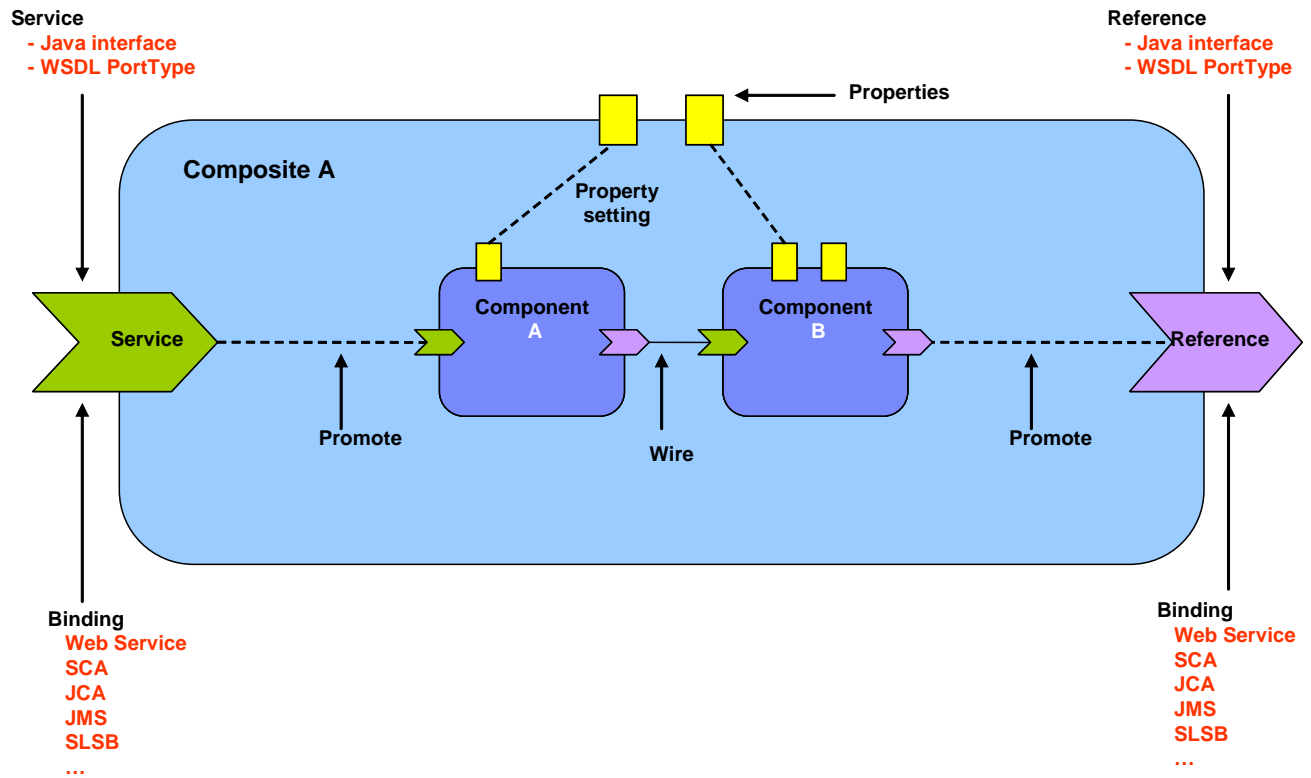 Service
- Java interface
- WSDL PortType
Reference
- Java interface
- WSDL PortType
Properties
Composite A
Property
setting
Component
A
Component
B
Service
Reference
Promote
Wire
Promote
Binding
Web Service
SCA
JCA
JMS
SLSB
…
Binding
Web Service
SCA
JCA
JMS
SLSB
…